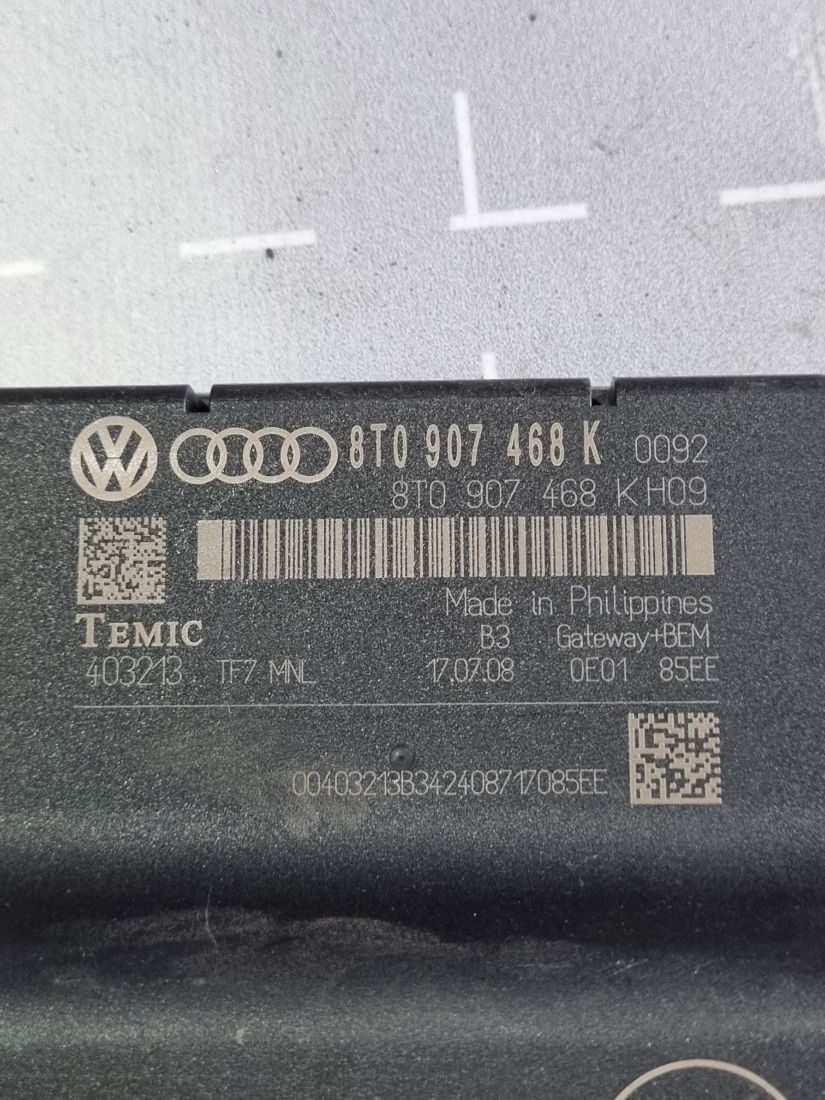 8T0 907 468 K 0092
8T0 907 468 K H09
Made in Philippines
TEMIC B3 Gateway+BEM
403213 TF7 MNL 17.07.08 0E01 85EE
00403213B342408717085EE